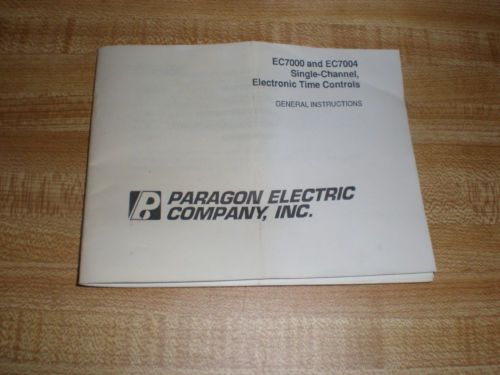 EC7000 and EC7004
Single-Channel,
Electronic Time Controls
GENERAL INSTRUCTIONS
PARAGON ELECTRIC
COMPANY, INC.